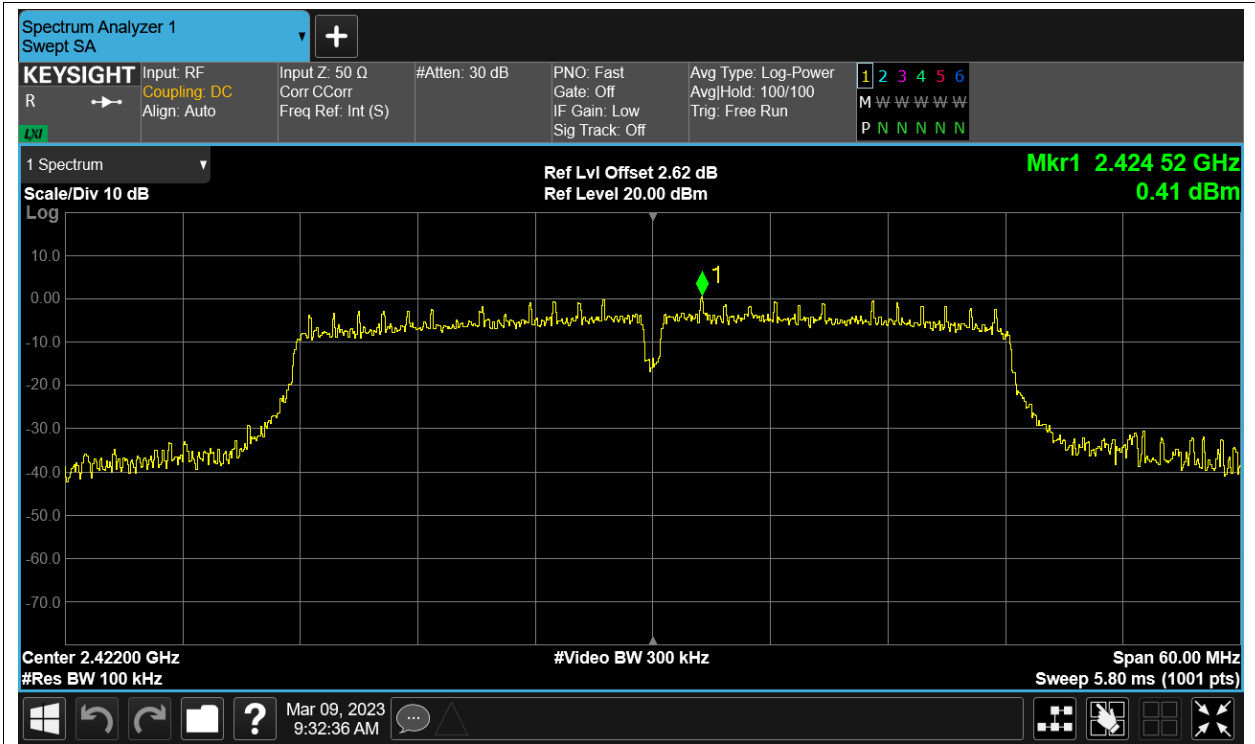 Spectrum Analyzer 1
Swept SA
+
KEYSIGHT
R
LXI
Input: RF
Coupling: DC
Align: Auto
Input Z: 50 Ω
Corr CCorr
Freq Ref: Int (S)
#Atten: 30 dB
PNO: Fast
Gate: Off
IF Gain: Low
Sig Track: Off
Avg Type: Log-Power
Avg|Hold: 100/100
Trig: Free Run
1 2 3 4 5 6
M W W W W W
P N N N N N
1 Spectrum
Scale/Div 10 dB
Log
Ref Lvl Offset 2.62 dB
Ref Level 20.00 dBm
Mkr1 2.424 52 GHz
0.41 dBm
1
10.0
0.00
-10.0
-20.0
-30.0
-40.0
-50.0
-60.0
-70.0
Center 2.42200 GHz
#Res BW 100 kHz
#Video BW 300 kHz
Span 60.00 MHz
Sweep 5.80 ms (1001 pts)
?
Mar 09, 2023
9:32:36 AM